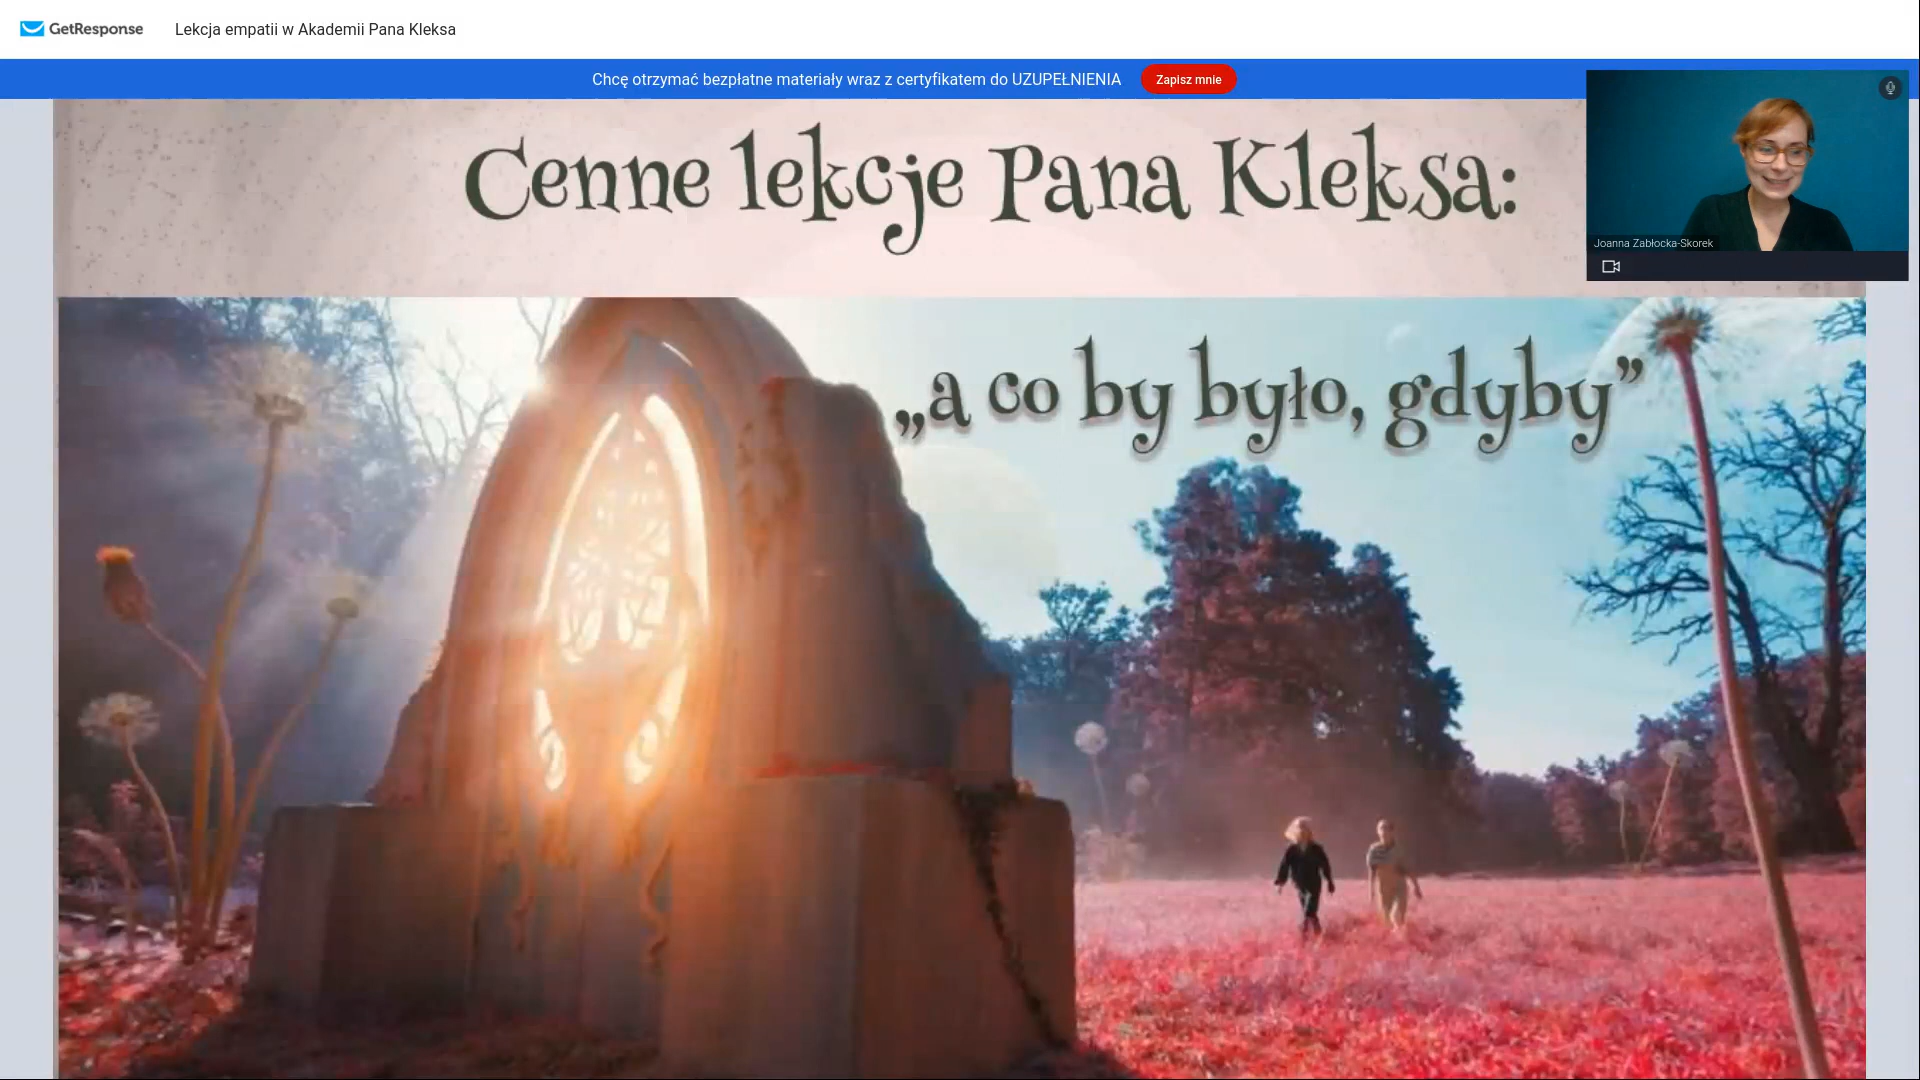 GetResponse
Lekcja empatii w Akademii Pana Kleksa
Chcę otrzymać bezpłatne materiały wraz z certyfikatem do UZUPEŁNIENIA
Zapisz mnie
Cenne lekcje Pana Kleksa:
Joanna Zabłocka-Skorek
„a co by było, gdyby”